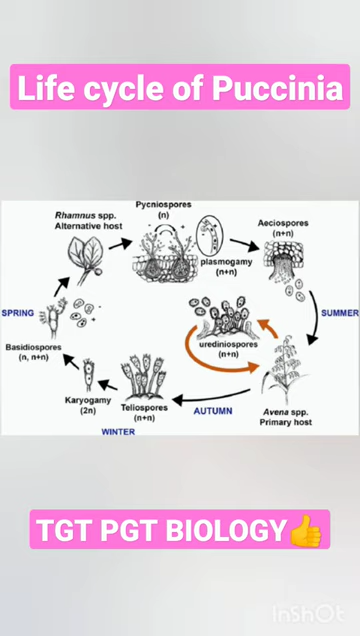 Life cycle of Puccinia
Pycniospores
(n)
Rhamnus spp.
Alternative host
Aeciospores
(n+n)
plasmogamy
(n+n)
SPRING
SUMMER
urediniospores
(n+n)
Basidiospores
(n, n+n)
Karyogamy
(2n)
Teliospores
(n+n)
AUTUMN
Avena spp.
Primary host
WINTER
TGT PGT BIOLOGY👍
InShOt